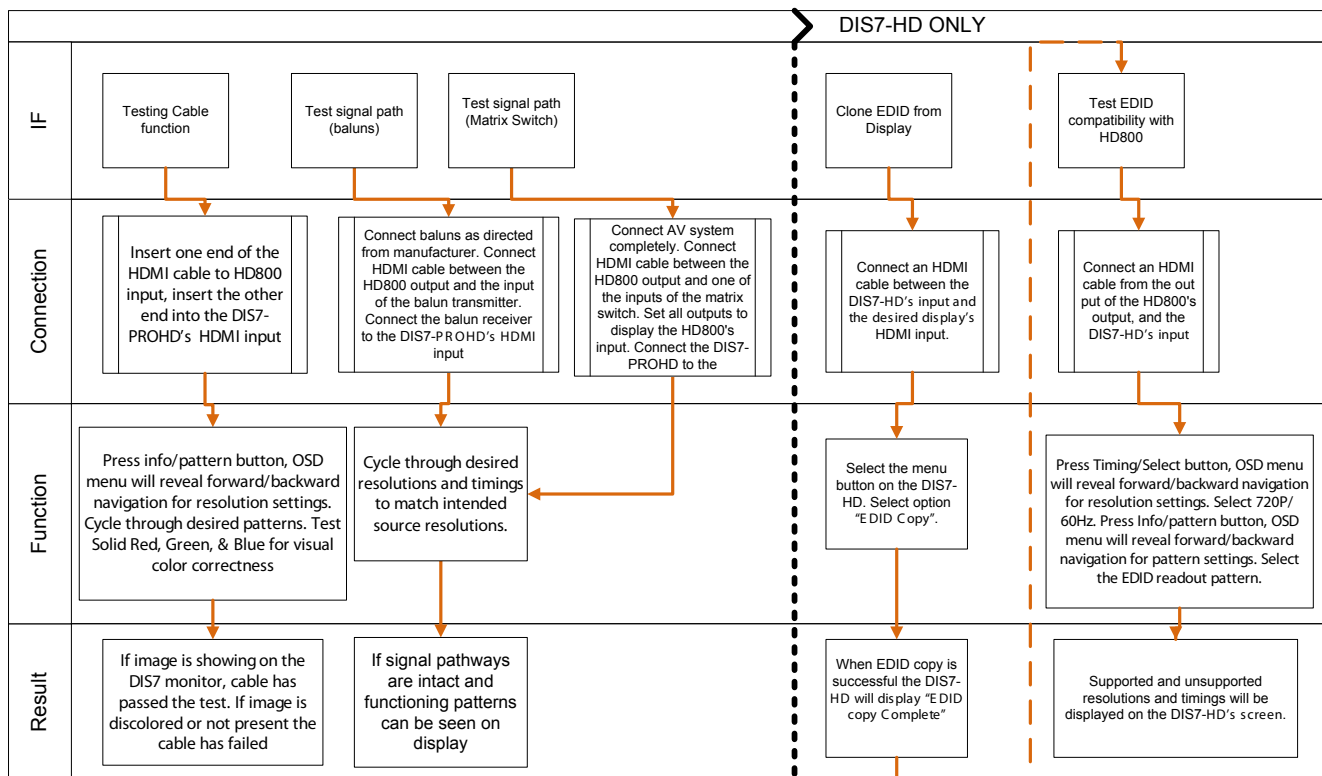 DIS7-HD ONLY
IF
Testing Cable
function
Test signal path
(baluns)
Test signal path
(Matrix Switch)
Clone EDID from
Display
Test EDID
compatibility with
HD800
Connection
Insert one end of the
HDMI cable to HD800
input, insert the other
end into the DIS7-
PROHD's HDMI input
Connect baluns as directed
from manufacturer. Connect
HDMI cable between the
HD800 output and the input
of the balun transmitter.
Connect the balun receiver
to the DIS7-PROHD's HDMI
input
Connect AV system
completely. Connect
HDMI cable between the
HD800 output and one of
the inputs of the matrix
switch. Set all outputs to
display the HD800's
input. Connect the DIS7-
PROHD to the
Connect an HDMI
cable between the
DIS7-HD's input and
the desired display's
HDMI input.
Connect an HDMI
cable from the out
put of the HD800's
output, and the
DIS7-HD's input
Function
Press info/pattern button, OSD
menu will reveal forward/backward
navigation for resolution settings.
Cycle through desired patterns. Test
Solid Red, Green, & Blue for visual
color correctness
Cycle through desired
resolutions and timings
to match intended
source resolutions.
Select the menu
button on the DIS7-
HD. Select option
"EDID Copy".
Press Timing/Select button, OSD menu
will reveal forward/backward navigation
for resolution settings. Select 720P/
60Hz. Press Info/pattern button, OSD
menu will reveal forward/backward
navigation for pattern settings. Select
the EDID readout pattern.
Result
If image is showing on the
DIS7 monitor, cable has
passed the test. If image is
discolored or not present the
cable has failed
If signal pathways
are intact and
functioning patterns
can be seen on
display
When EDID copy is
successful the DIS7-
HD will display "EDID
copy Complete"
Supported and unsupported
resolutions and timings will be
displayed on the DIS7-HD's screen.